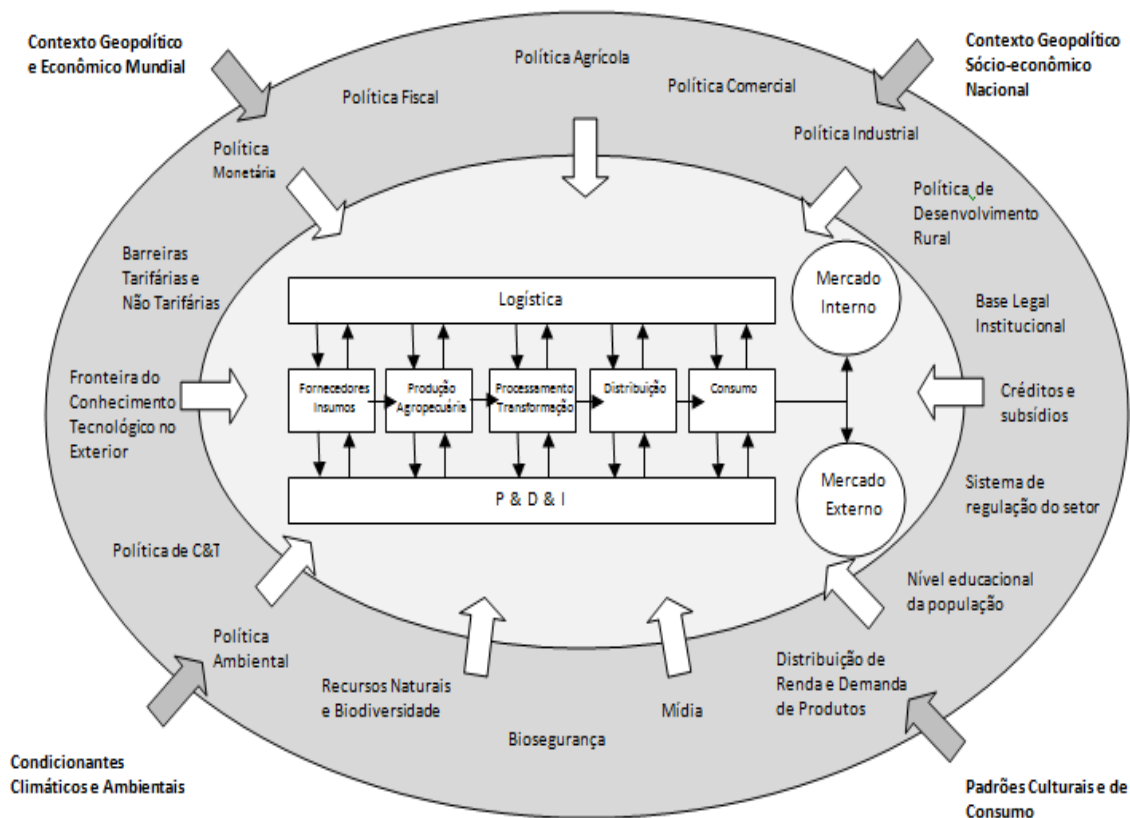 Contexto Geopolítico
e Econômico Mundial
Contexto Geopolítico
Sócio-econômico
Nacional
Política Agrícola
Política Fiscal
Política Comercial
Política
Monetária
Política Industrial
Política de
Desenvolvimento
Rural
Barreiras
Tarifárias e
Não Tarifárias
Mercado
Interno
Logística
Base Legal
Institucional
Fronteira do
Conhecimento
Tecnológico no
Exterior
Fornecedores
Insumos
Produção
Agropecuária
Processamento
Transformação
Distribuição
Consumo
Créditos e
subsídios
Mercado
Externo
P & D & I
Sistema de
regulação do setor
Política de C&T
Nível educacional
da população
Política
Ambiental
Recursos Naturais
e Biodiversidade
Mídia
Distribuição de
Renda e Demanda
de Produtos
Biosegurança
Condicionantes
Climáticos e Ambientais
Padrões Culturais e de
Consumo